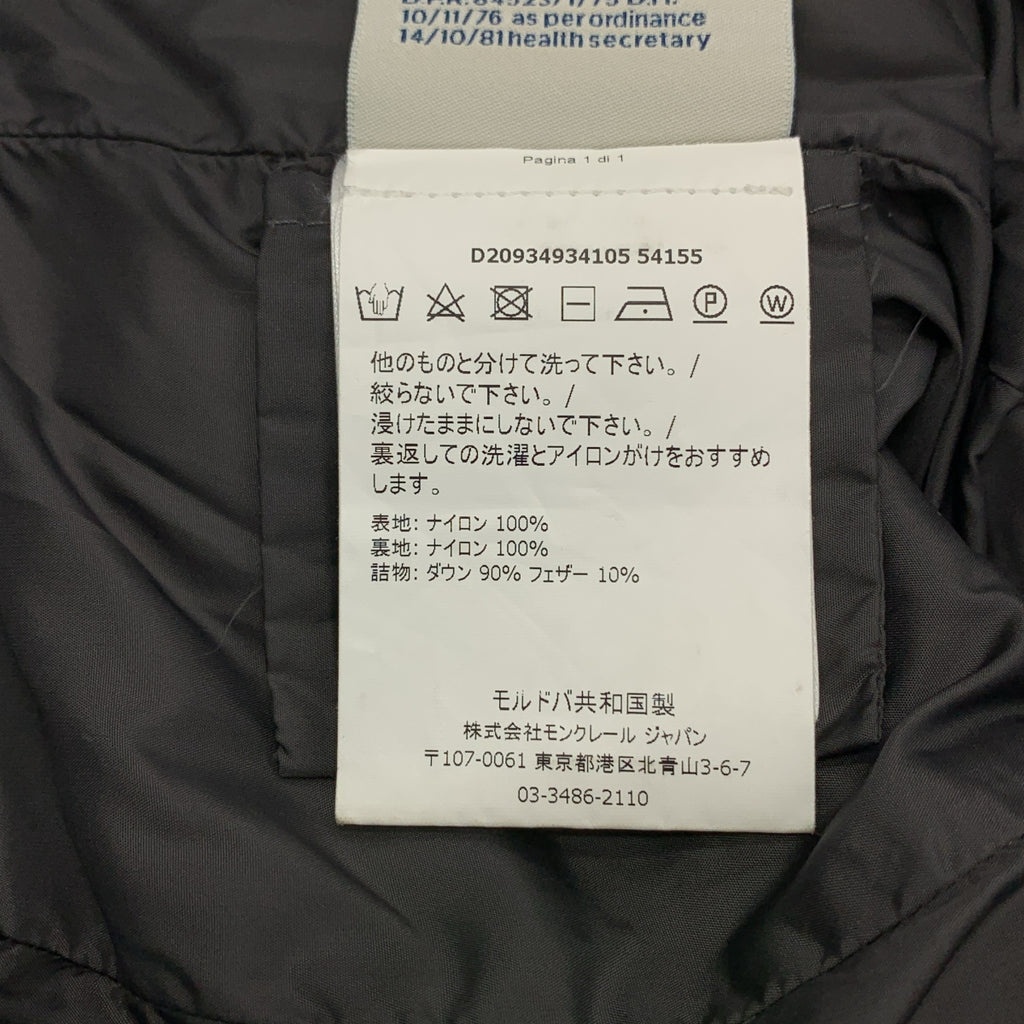 10/11/76 as per ordinance
14/10/81 health secretary
Pagina 1 di 1
D20934934105 54155
P W
他のものと分けて洗って下さい。/
絞らないで下さい。/
浸けたままにしないで下さい。/
裏返しての洗濯とアイロンがけをおすすめ
します。
表地: ナイロン 100%
裏地: ナイロン 100%
詰物: ダウン 90% フェザー 10%
モルドバ共和国製
株式会社モンクレール ジャパン
〒107-0061 東京都港区北青山3-6-7
03-3486-2110